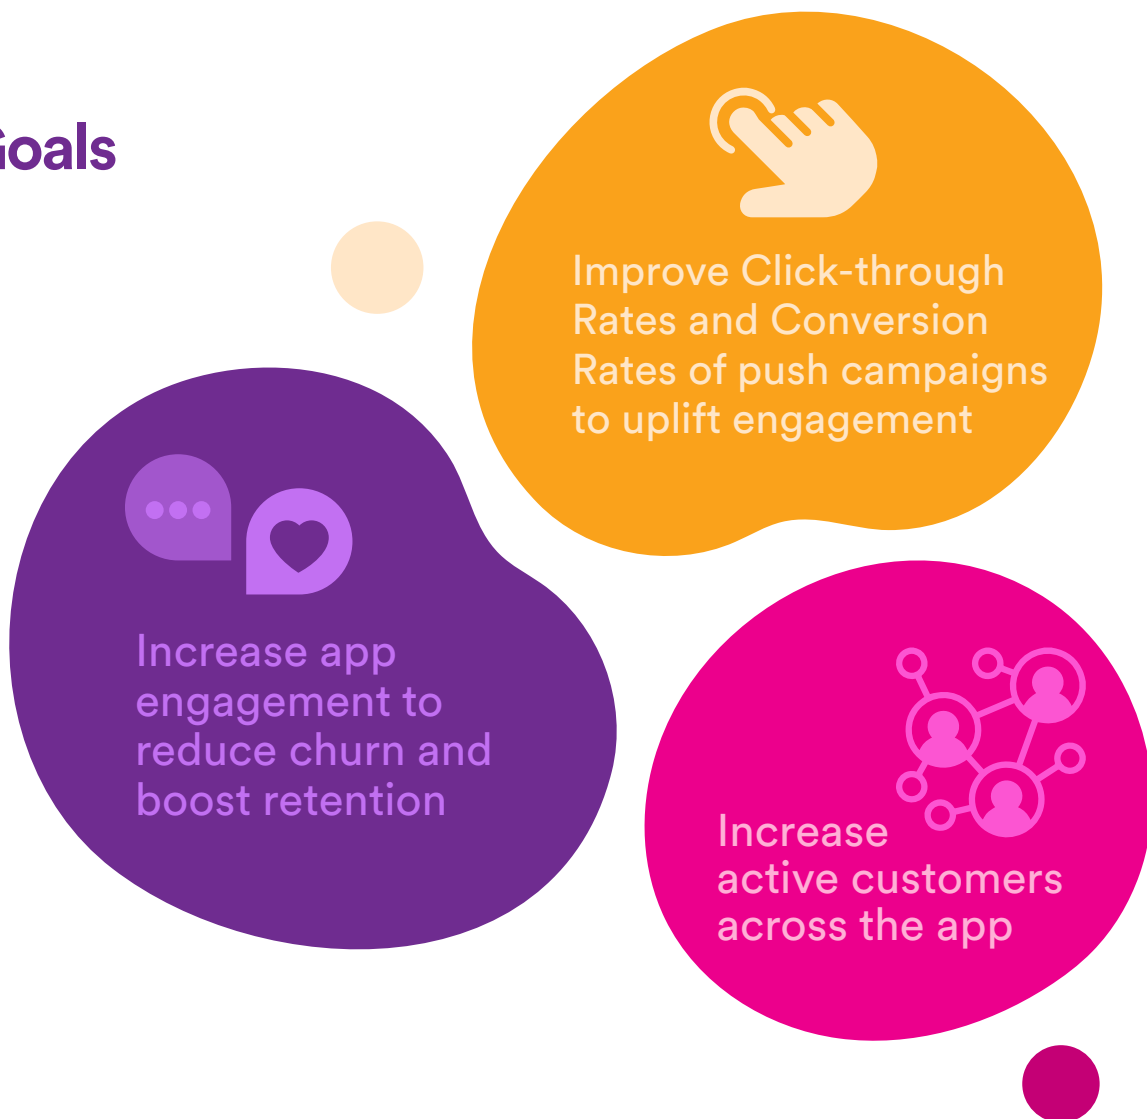 Goals
Improve Click-through
Rates and Conversion
Rates of push campaigns
to uplift engagement
Increase app
engagement to
reduce churn and
boost retention
Increase
active customers
across the app